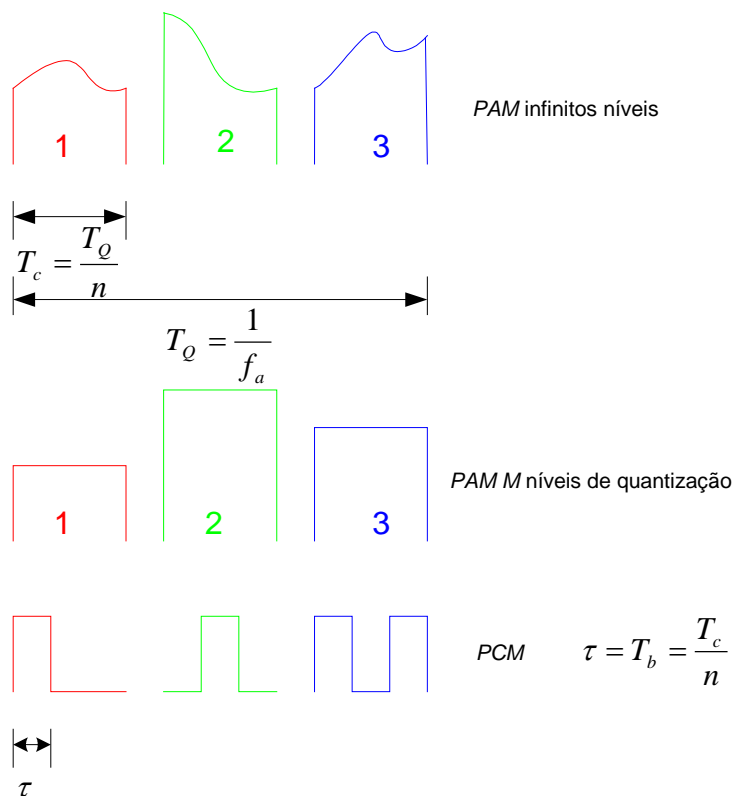 1 2 3 PAM infinitos níveis
T_c = T_Q / n
T_Q = 1 / f_a
1 2 3 PAM M níveis de quantização
PCM τ = T_b = T_c / n
τ